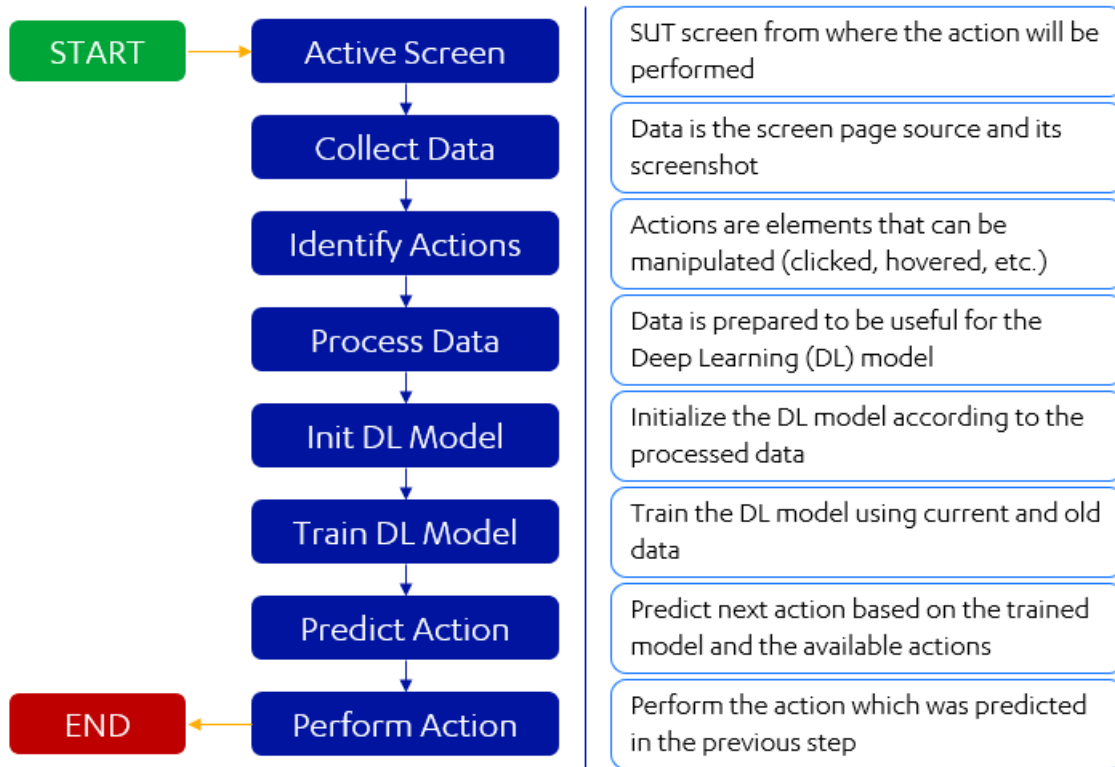 START
Active Screen
SUT screen from where the action will be
performed
Collect Data
Data is the screen page source and its
screenshot
Identify Actions
Actions are elements that can be
manipulated (clicked, hovered, etc.)
Process Data
Data is prepared to be useful for the
Deep Learning (DL) model
Init DL Model
Initialize the DL model according to the
processed data
Train DL Model
Train the DL model using current and old
data
Predict Action
Predict next action based on the trained
model and the available actions
END
Perform Action
Perform the action which was predicted
in the previous step